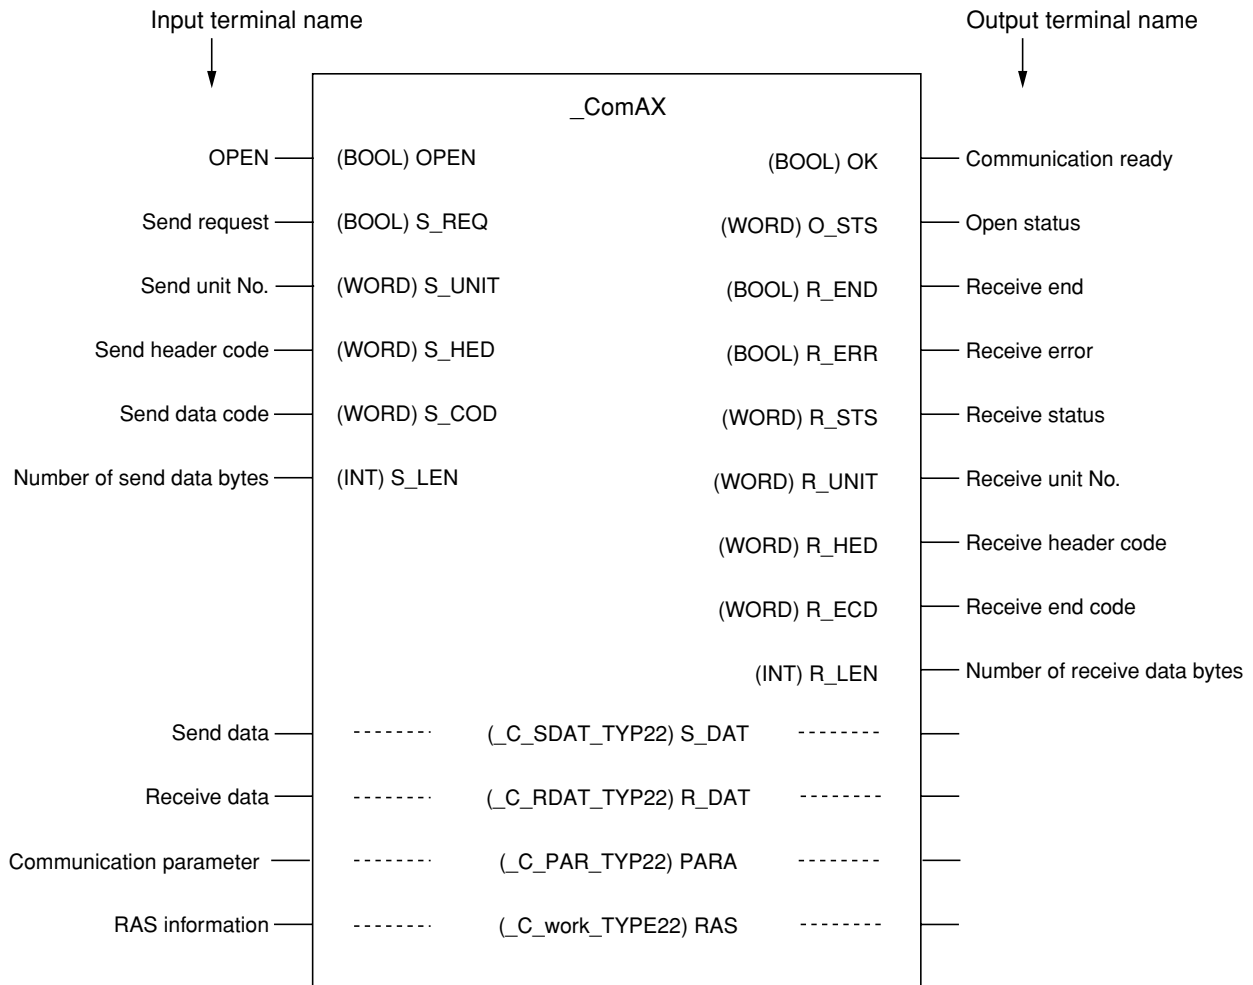 Input terminal name Output terminal name
_ComAX
OPEN (BOOL) OPEN (BOOL) OK Communication ready
Send request (BOOL) S_REQ (WORD) O_STS Open status
Send unit No. (WORD) S_UNIT (BOOL) R_END Receive end
Send header code (WORD) S_HED (BOOL) R_ERR Receive error
Send data code (WORD) S_COD (WORD) R_STS Receive status
Number of send data bytes (INT) S_LEN (WORD) R_UNIT Receive unit No.
(WORD) R_HED Receive header code
(WORD) R_ECD Receive end code
(INT) R_LEN Number of receive data bytes
Send data (_C_SDAT_TYP22) S_DAT
Receive data (_C_RDAT_TYP22) R_DAT
Communication parameter (_C_PAR_TYP22) PARA
RAS information (_C_work_TYPE22) RAS